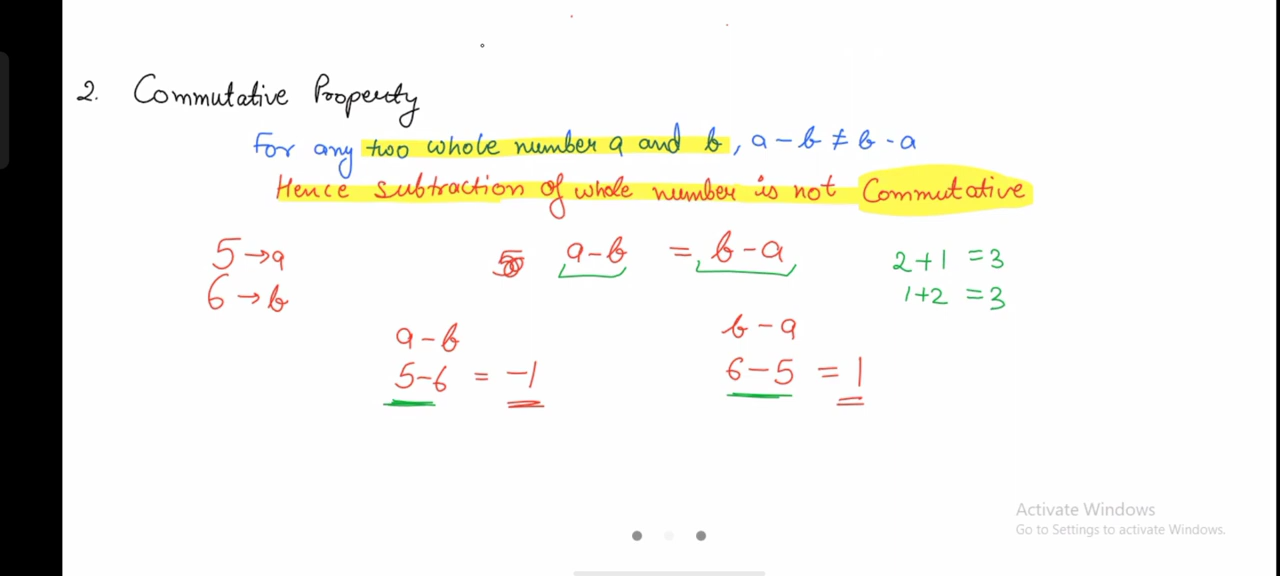 2. Commutative Property
For any two whole number a and b, a - b ≠ b - a
Hence subtraction of whole number is not Commutative
5 → a
6 → b
a - b = b - a
2 + 1 = 3
1 + 2 = 3
a - b
5 - 6 = -1
b - a
6 - 5 = 1
Activate Windows
Go to Settings to activate Windows.